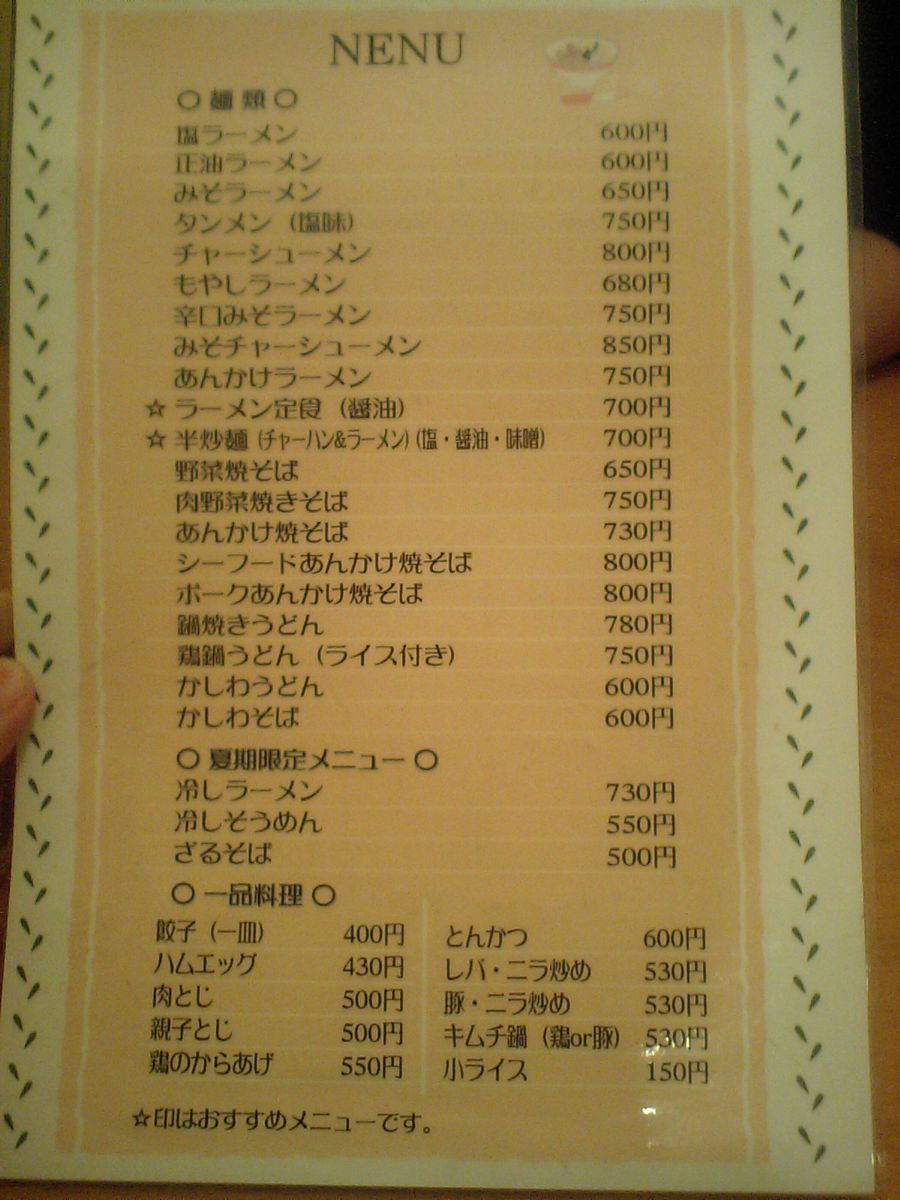 NENU
○ 麺 類 ○
塩ラーメン 600円
正油ラーメン 600円
みそラーメン 650円
タンメン（塩味） 750円
チャーシューメン 800円
もやしラーメン 680円
辛口みそラーメン 750円
みそチャーシューメン 850円
あんかけラーメン 750円
☆ ラーメン定食（醤油） 700円
☆ 半炒麺（チャーハン&ラーメン）（塩・醤油・味噌） 700円
野菜焼そば 650円
肉野菜焼きそば 750円
あんかけ焼そば 730円
シーフードあんかけ焼そば 800円
ポークあんかけ焼そば 800円
鍋焼きうどん 780円
鶏鍋うどん（ライス付き） 750円
かしわうどん 600円
かしわそば 600円
○ 夏期限定メニュー ○
冷しラーメン 730円
冷しそうめん 550円
ざるそば 500円
○ 一品料理 ○
餃子（一皿） 400円
ハムエッグ 430円
肉とじ 500円
親子とじ 500円
鶏のからあげ 550円
とんかつ 600円
レバ・ニラ炒め 530円
豚・ニラ炒め 530円
キムチ鍋（鶏or豚） 530円
小ライス 150円
☆印はおすすめメニューです。